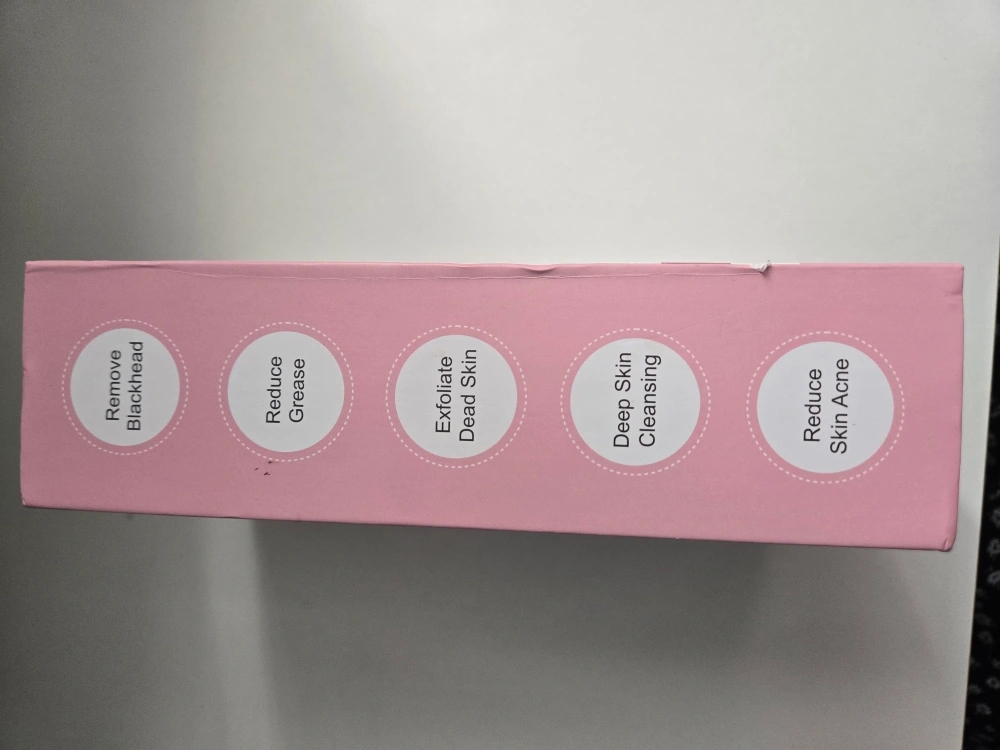 Remove
Blackhead
Reduce
Grease
Exfoliate
Dead Skin
Deep Skin
Cleansing
Reduce
Skin Acne